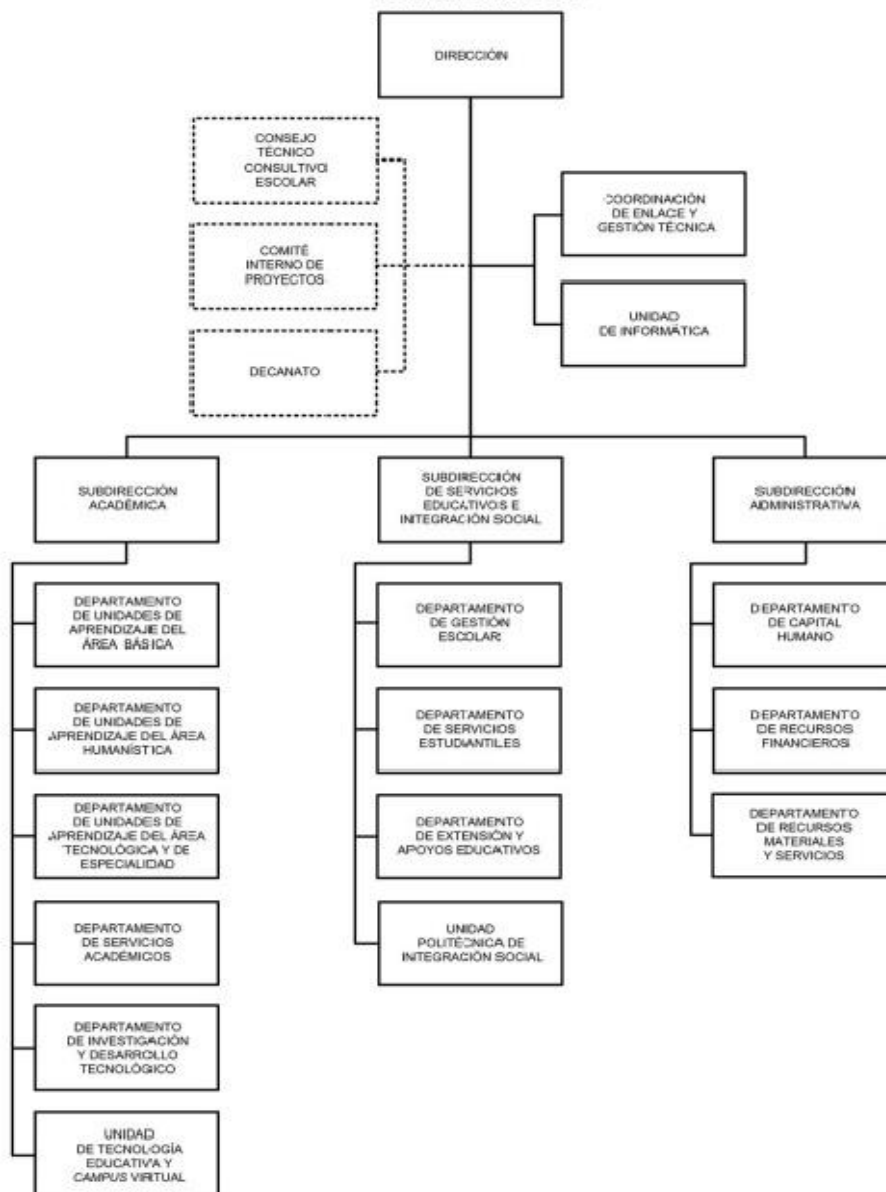 DIRECCIÓN
CONSEJO
TÉCNICO
CONSULTIVO
ESCOLAR
COORDINACIÓN
DE ENLACE Y
GESTIÓN TÉCNICA
COMITÉ
INTERNO DE
PROYECTOS
UNIDAD
DE INFORMÁTICA
DECANATO
SUBDIRECCIÓN
ACADÉMICA
SUBDIRECCIÓN
DE SERVICIOS
EDUCATIVOS E
INTEGRACIÓN SOCIAL
SUBDIRECCIÓN
ADMINISTRATIVA
DEPARTAMENTO
DE UNIDADES DE
APRENDIZAJE DEL
ÁREA BÁSICA
DEPARTAMENTO
DE GESTIÓN
ESCOLAR
DEPARTAMENTO
DE CAPITAL
HUMANO
DEPARTAMENTO
DE UNIDADES DE
APRENDIZAJE DEL ÁREA
HUMANÍSTICA
DEPARTAMENTO
DE SERVICIOS
ESTUDIANTILES
DEPARTAMENTO
DE RECURSOS
FINANCIEROS
DEPARTAMENTO
DE UNIDADES DE
APRENDIZAJE DEL ÁREA
TECNOLÓGICA Y DE
ESPECIALIDAD
DEPARTAMENTO
DE EXTENSIÓN Y
APOYOS EDUCATIVOS
DEPARTAMENTO
DE RECURSOS
MATERIALES
Y SERVICIOS
DEPARTAMENTO
DE SERVICIOS
ACADÉMICOS
UNIDAD
POLITÉCNICA DE
INTEGRACIÓN SOCIAL
DEPARTAMENTO
DE INVESTIGACIÓN
Y DESARROLLO
TECNOLÓGICO
UNIDAD
DE TECNOLOGÍA
EDUCATIVA Y
CAMPUS VIRTUAL